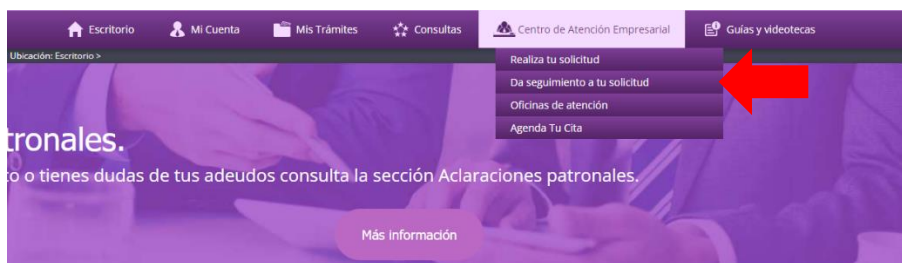 Escritorio
Mi Cuenta
Mis Trámites
Consultas
Centro de Atención Empresarial
Guías y videotecas
Ubicación: Escritorio >
Realiza tu solicitud
Da seguimiento a tu solicitud
Oficinas de atención
Agenda Tu Cita
tronales.
o o tienes dudas de tus adeudos consulta la sección Aclaraciones patronales.
Más información